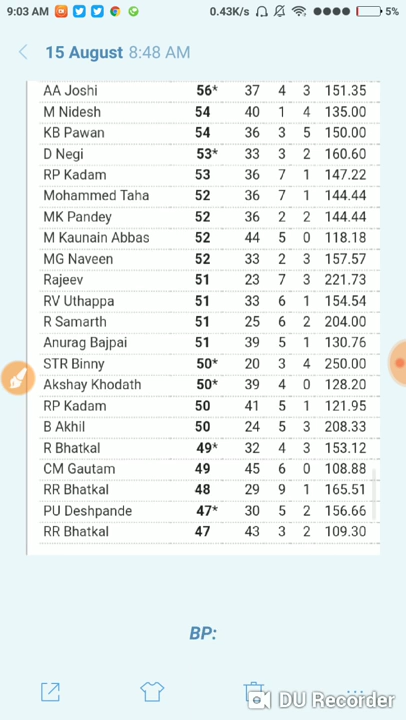 9:03 AM 0.43K/s 5%
15 August 8:48 AM
AA Joshi 56* 37 4 3 151.35
M Nidesh 54 40 1 4 135.00
KB Pawan 54 36 3 5 150.00
D Negi 53* 33 3 2 160.60
RP Kadam 53 36 7 1 147.22
Mohammed Taha 52 36 7 1 144.44
MK Pandey 52 36 2 2 144.44
M Kaunain Abbas 52 44 5 0 118.18
MG Naveen 52 33 2 3 157.57
Rajeev 51 23 7 3 221.73
RV Uthappa 51 33 6 1 154.54
R Samarth 51 25 6 2 204.00
Anurag Bajpai 51 39 5 1 130.76
STR Binny 50* 20 3 4 250.00
Akshay Khodath 50* 39 4 0 128.20
RP Kadam 50 41 5 1 121.95
B Akhil 50 24 5 3 208.33
R Bhatkal 49* 32 4 3 153.12
CM Gautam 49 45 6 0 108.88
RR Bhatkal 48 29 9 1 165.51
PU Deshpande 47* 30 5 2 156.66
RR Bhatkal 47 43 3 2 109.30
BP:
DU Recorder